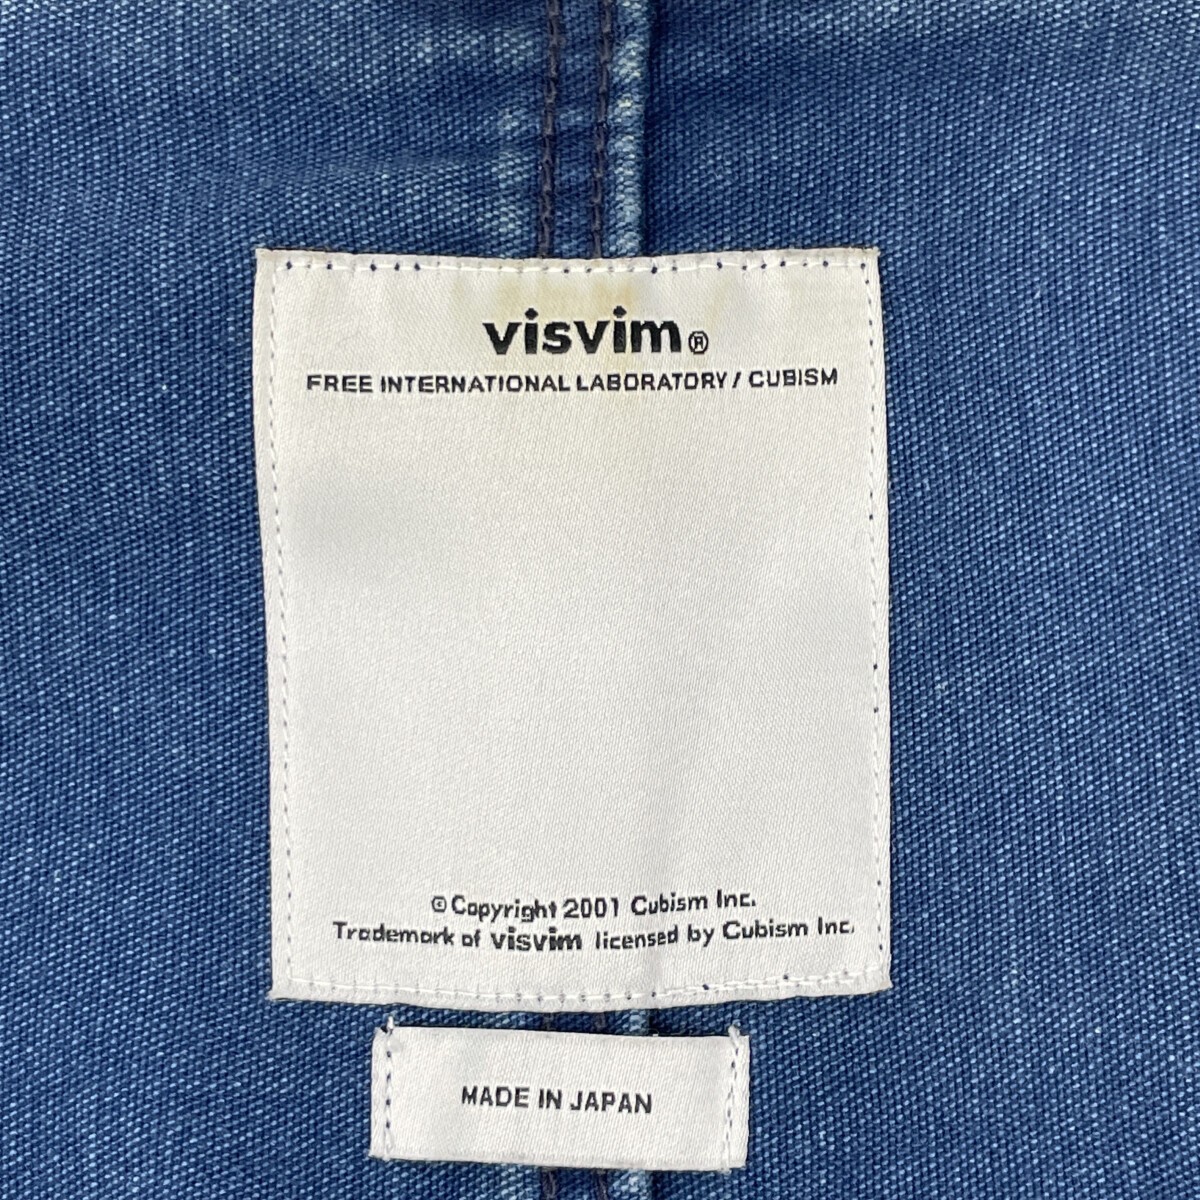 visvim®
FREE INTERNATIONAL LABORATORY / CUBISM
©Copyright 2001 Cubism Inc.
Trademark of visvim licensed by Cubism Inc.
MADE IN JAPAN